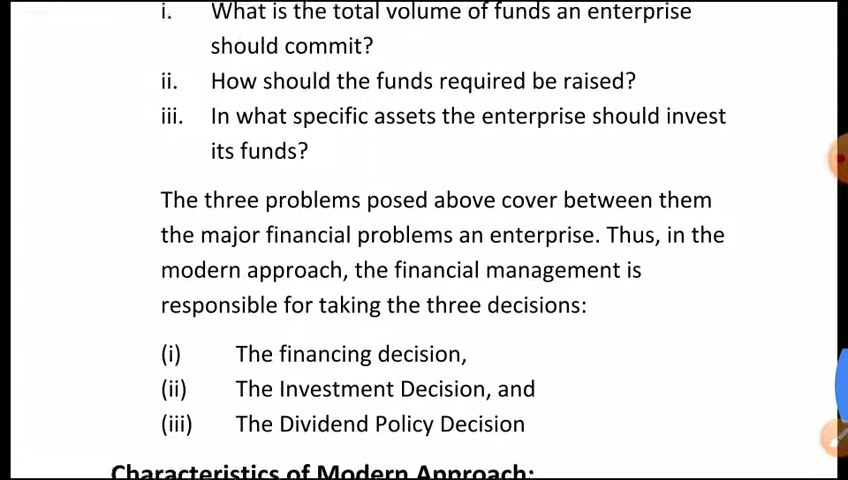 i. What is the total volume of funds an enterprise
should commit?
ii. How should the funds required be raised?
iii. In what specific assets the enterprise should invest
its funds?
The three problems posed above cover between them
the major financial problems an enterprise. Thus, in the
modern approach, the financial management is
responsible for taking the three decisions:
(i) The financing decision,
(ii) The Investment Decision, and
(iii) The Dividend Policy Decision
Characteristics of Modern Approach: